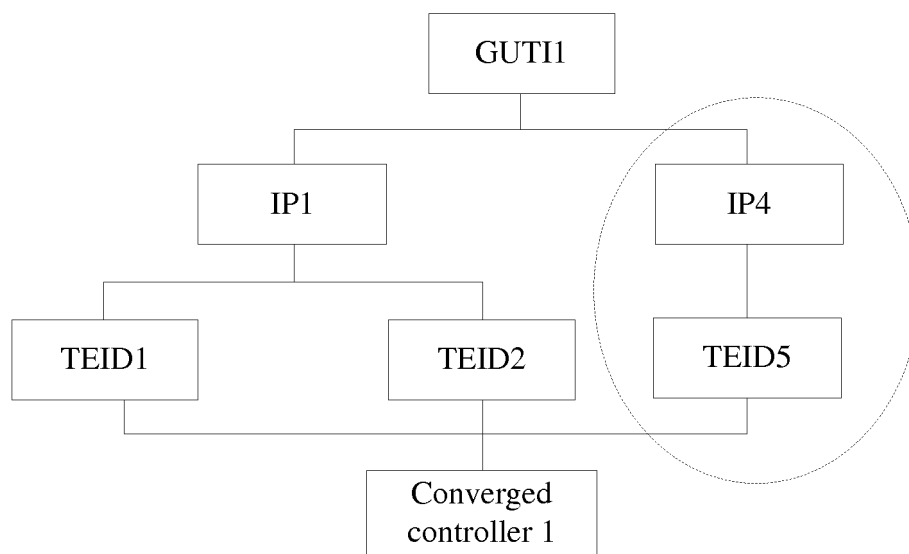 GUTI1
IP1
IP4
TEID1
TEID2
TEID5
Converged
controller 1